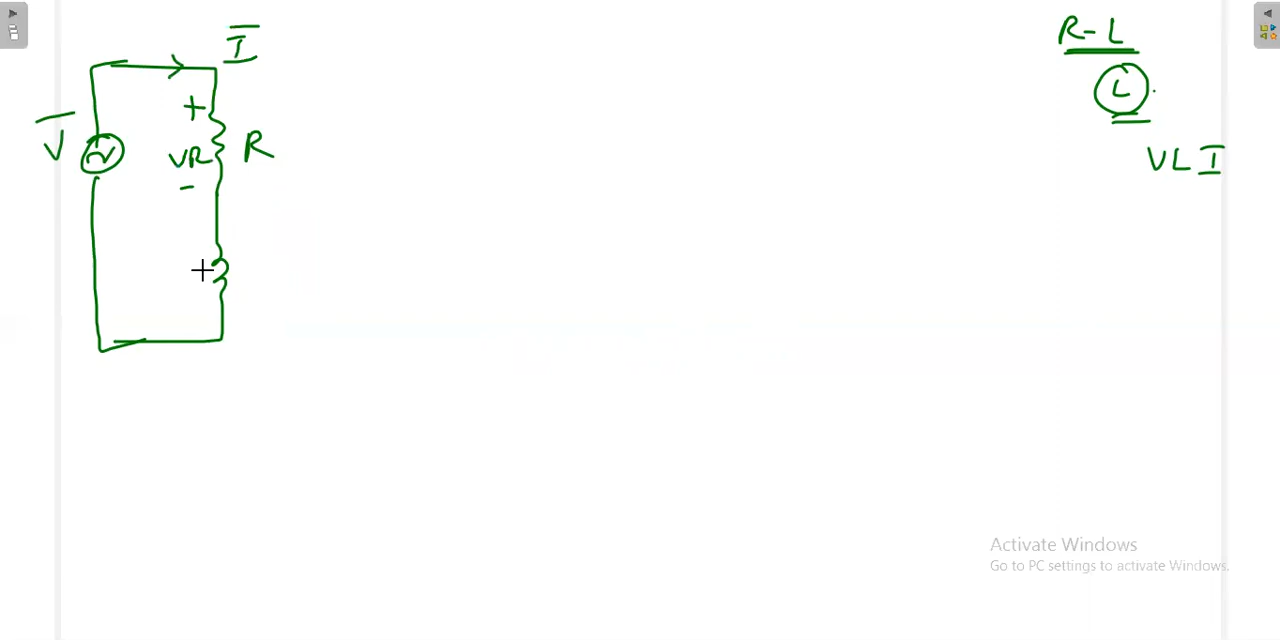 I
V
+
VR
-
R
R-L
L
VLI
Activate Windows
Go to PC settings to activate Windows.